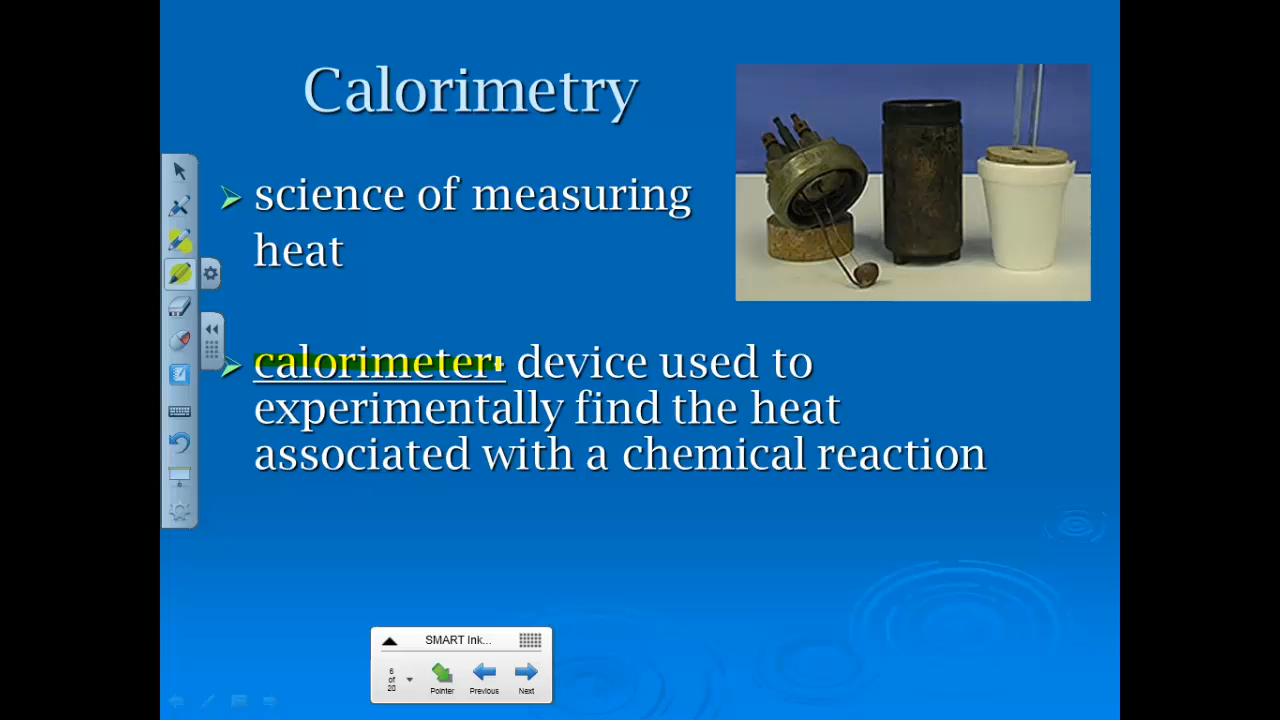 Calorimetry
science of measuring
heat
calorimeter: device used to
experimentally find the heat
associated with a chemical reaction
SMART Ink...
6
of
20
Pointer
Previous
Next